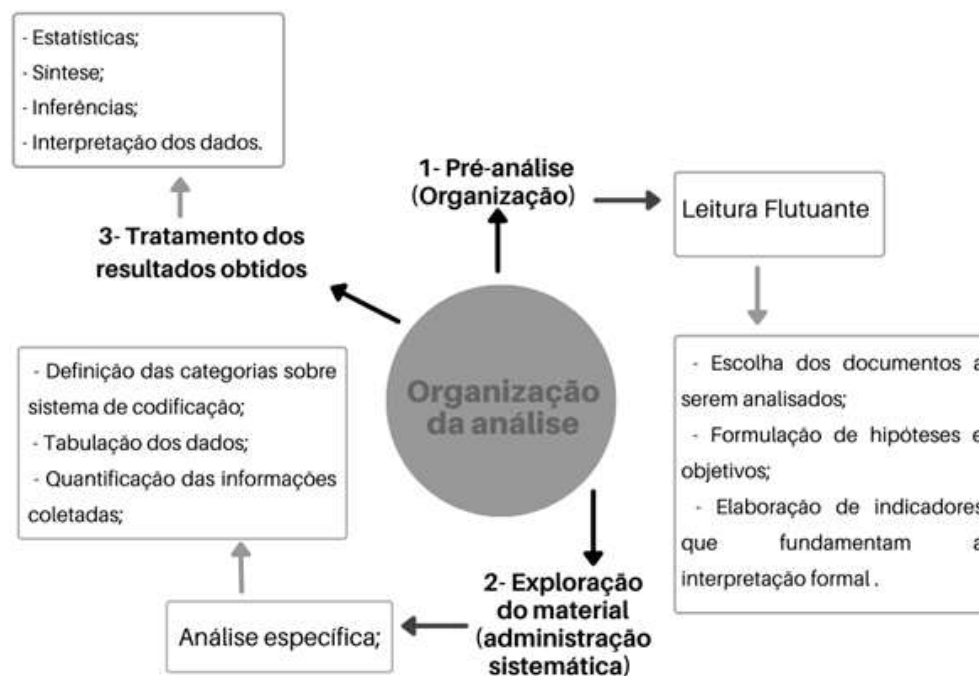 - Estatísticas;
- Síntese;
- Inferências;
- Interpretação dos dados.
1- Pré-análise
(Organização)
Leitura Flutuante
3- Tratamento dos
resultados obtidos
- Definição das categorias sobre
sistema de codificação;
- Tabulação dos dados;
- Quantificação das informações
coletadas;
Organização
da análise
- Escolha dos documentos a
serem analisados;
- Formulação de hipóteses e
objetivos;
- Elaboração de indicadores
que fundamentam a
interpretação formal .
2- Exploração
do material
(administração
sistemática)
Análise específica;